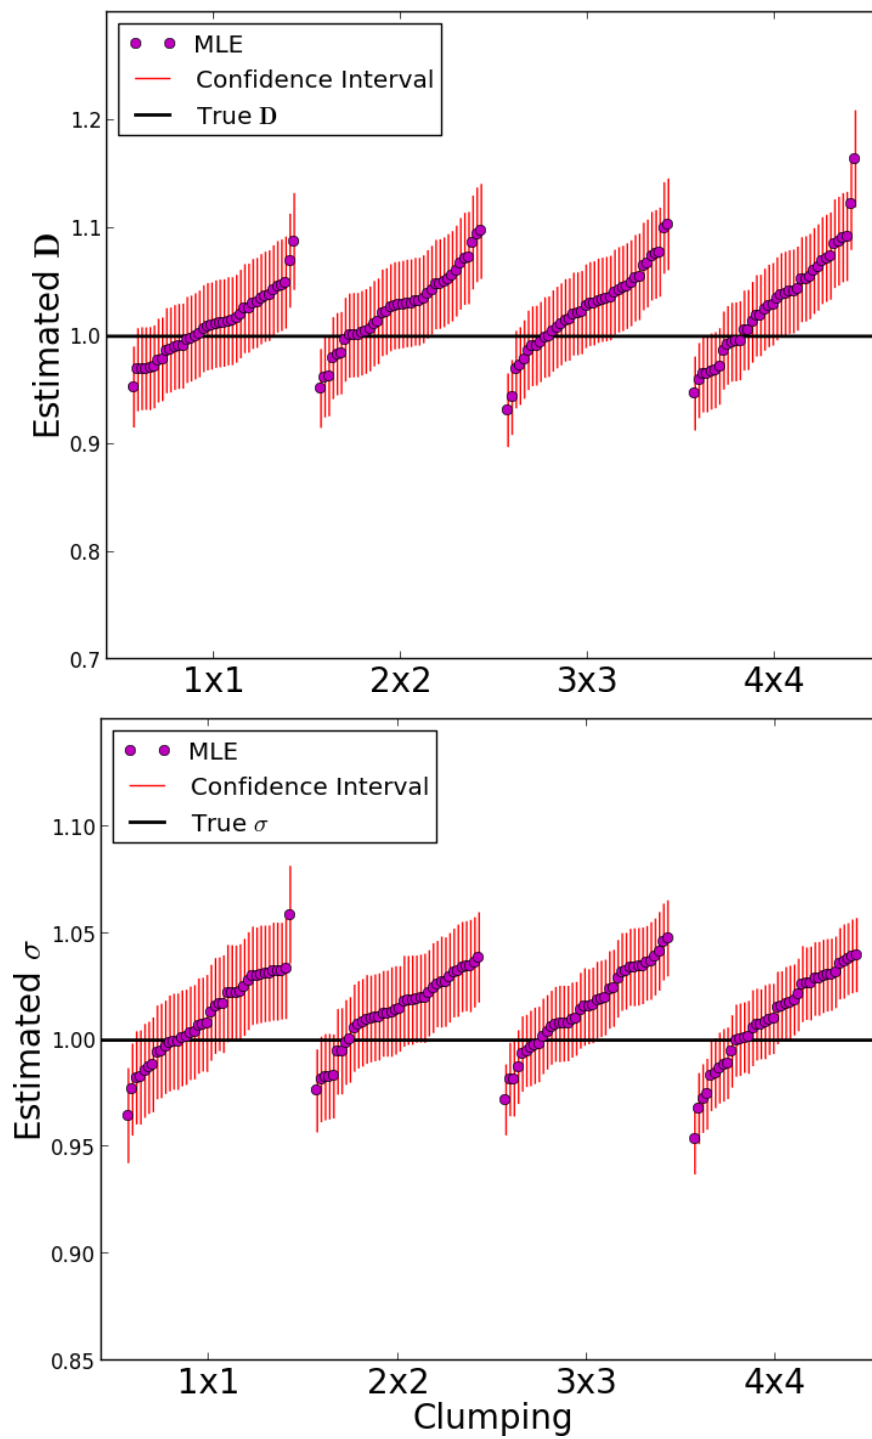 MLE
Confidence Interval
True D
1.2
1.1
1.0
0.9
0.8
0.7
Estimated D
1x1 2x2 3x3 4x4
MLE
Confidence Interval
True σ
1.10
1.05
1.00
0.95
0.90
0.85
Estimated σ
1x1 2x2 3x3 4x4
Clumping